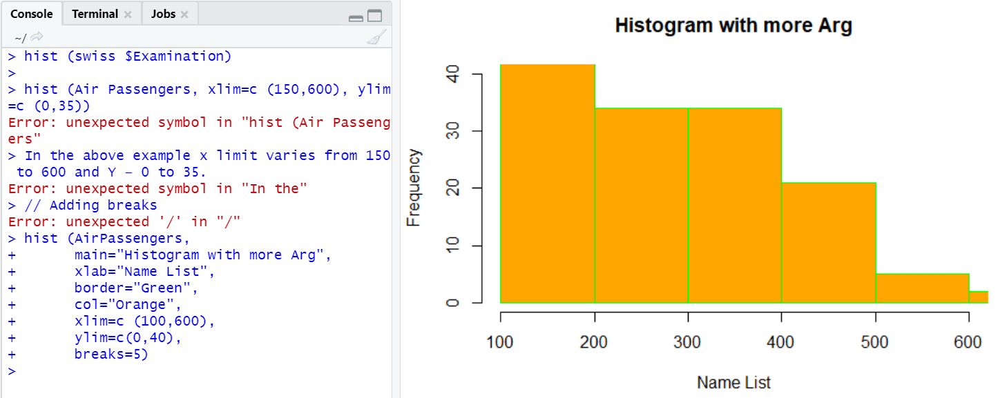 Console Terminal Jobs
~/
> hist (swiss $Examination)
>
> hist (Air Passengers, xlim=c (150,600), ylim
=c (0,35))
Error: unexpected symbol in "hist (Air Passeng
ers"
> In the above example x limit varies from 150
to 600 and Y – 0 to 35.
Error: unexpected symbol in "In the"
> // Adding breaks
Error: unexpected '/' in "/"
> hist (AirPassengers,
+ main="Histogram with more Arg",
+ xlab="Name List",
+ border="Green",
+ col="Orange",
+ xlim=c (100,600),
+ ylim=c(0,40),
+ breaks=5)
>
Histogram with more Arg
Frequency
40
30
20
10
0
100 200 300 400 500 600
Name List